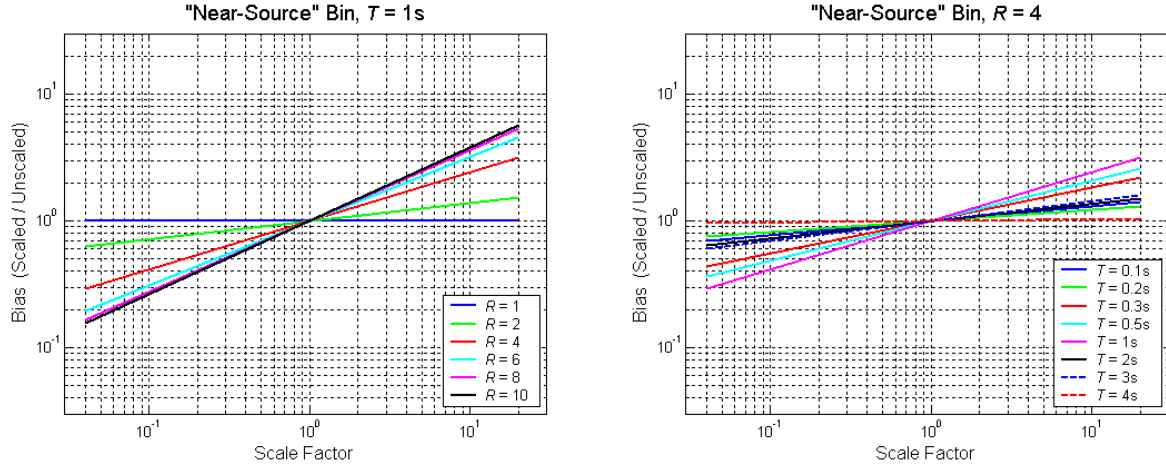 "Near-Source" Bin, T = 1s
Bias (Scaled / Unscaled)
10^1
10^0
10^-1
10^-1
10^0
10^1
Scale Factor
R = 1
R = 2
R = 4
R = 6
R = 8
R = 10
"Near-Source" Bin, R = 4
Bias (Scaled / Unscaled)
10^1
10^0
10^-1
10^-1
10^0
10^1
Scale Factor
T = 0.1s
T = 0.2s
T = 0.3s
T = 0.5s
T = 1s
T = 2s
T = 3s
T = 4s